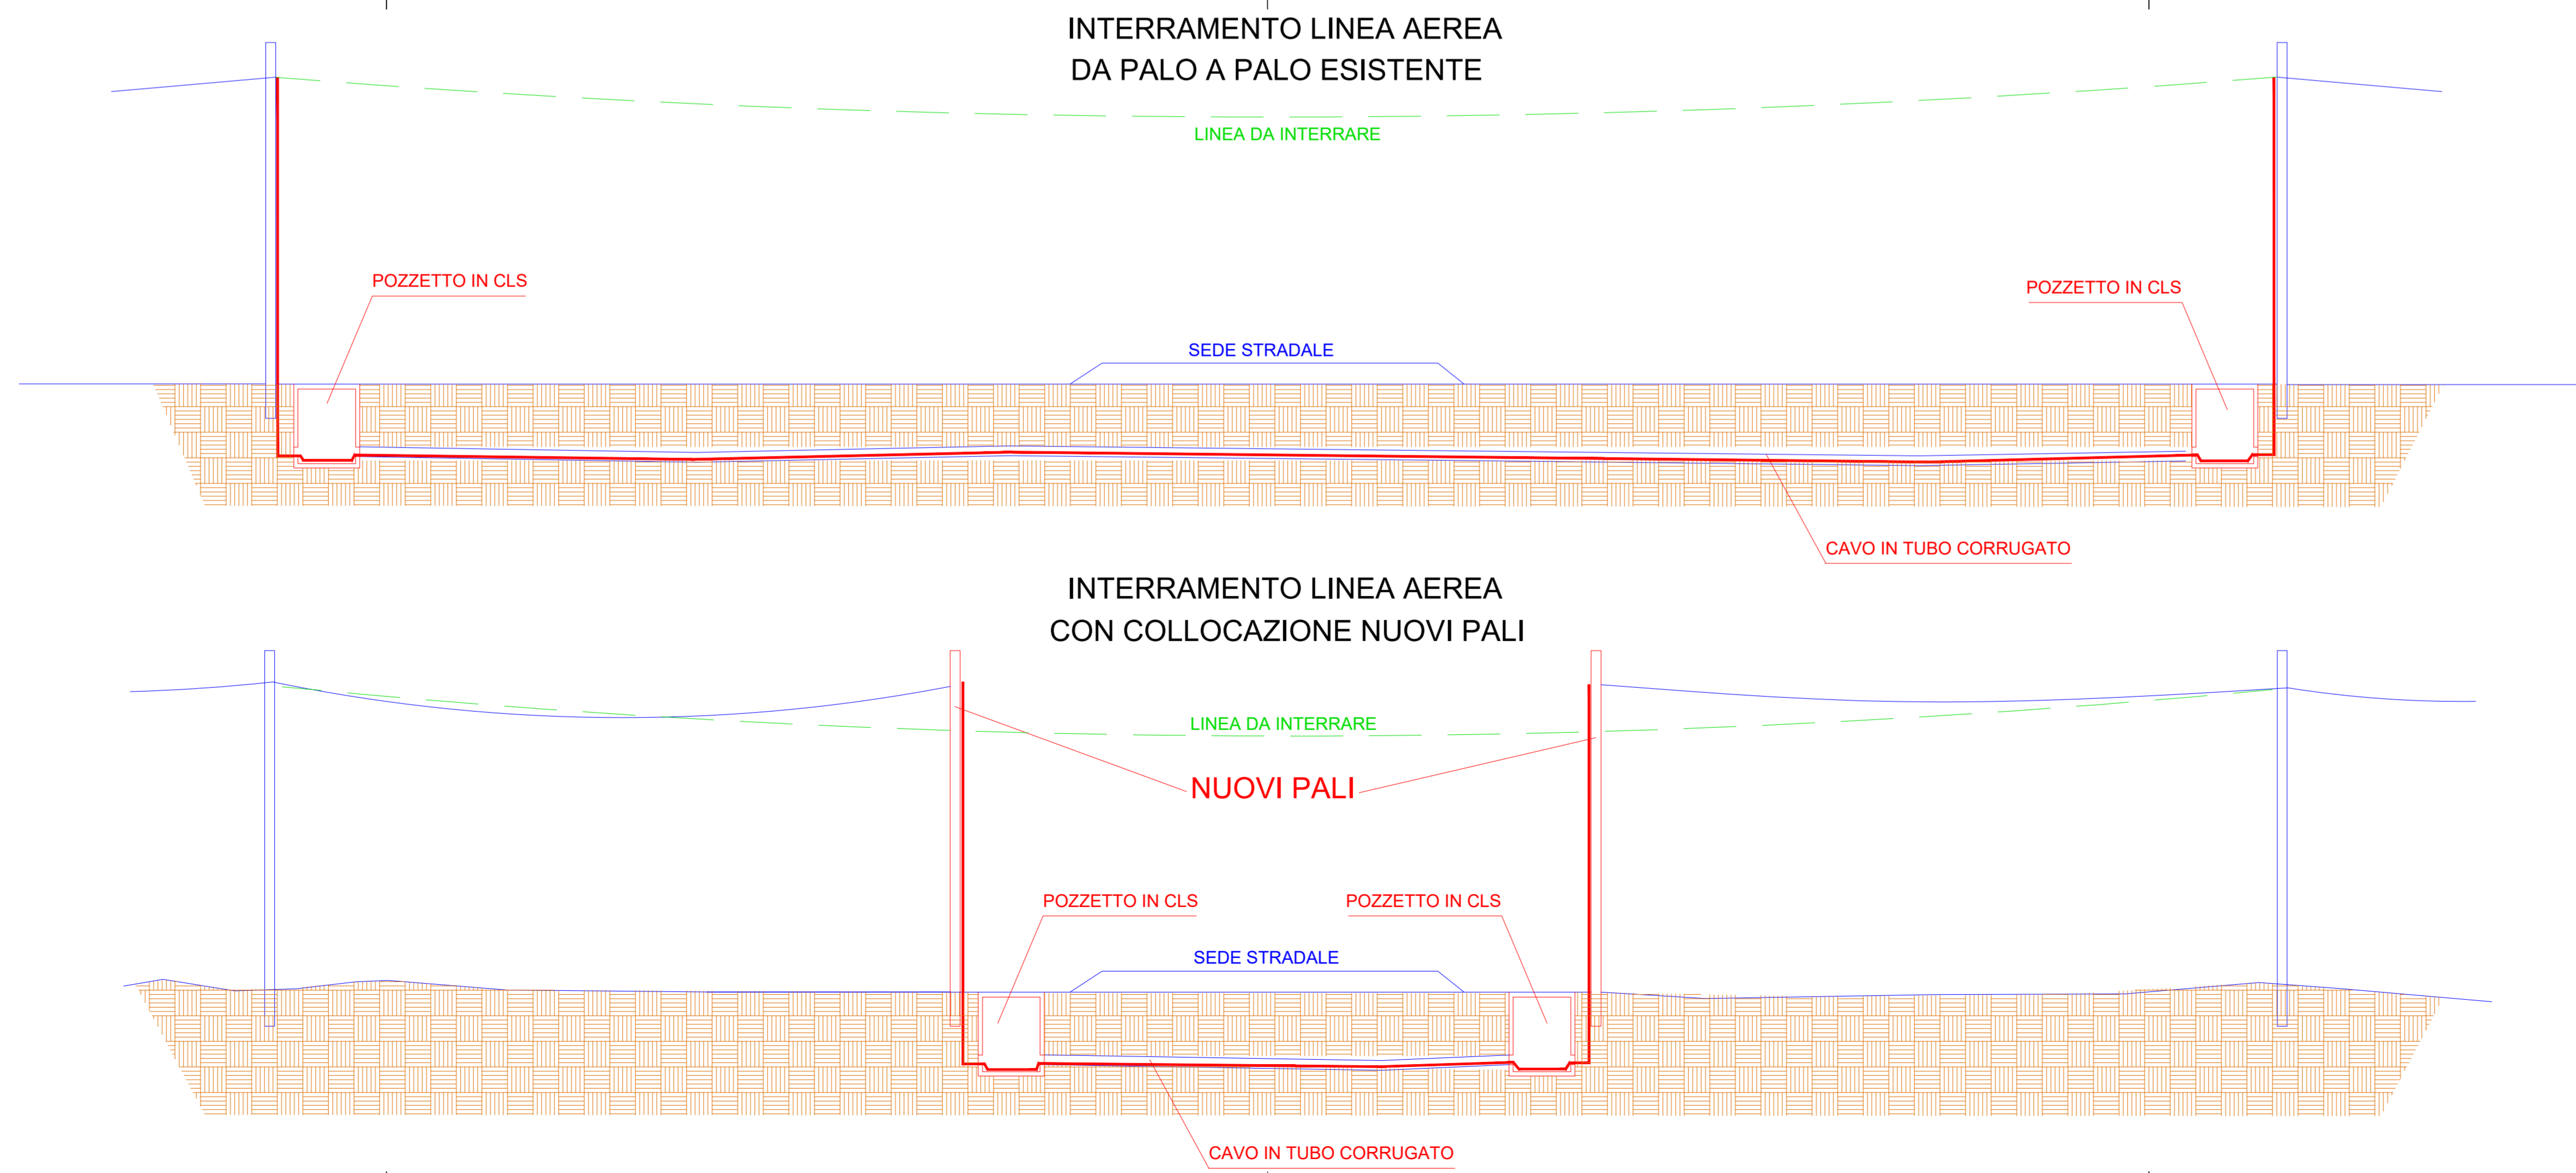 INTERRAMENTO LINEA AEREA
DA PALO A PALO ESISTENTE
LINEA DA INTERRARE
POZZETTO IN CLS
POZZETTO IN CLS
SEDE STRADALE
CAVO IN TUBO CORRUGATO
INTERRAMENTO LINEA AEREA
CON COLLOCAZIONE NUOVI PALI
LINEA DA INTERRARE
NUOVI PALI
POZZETTO IN CLS
POZZETTO IN CLS
SEDE STRADALE
CAVO IN TUBO CORRUGATO